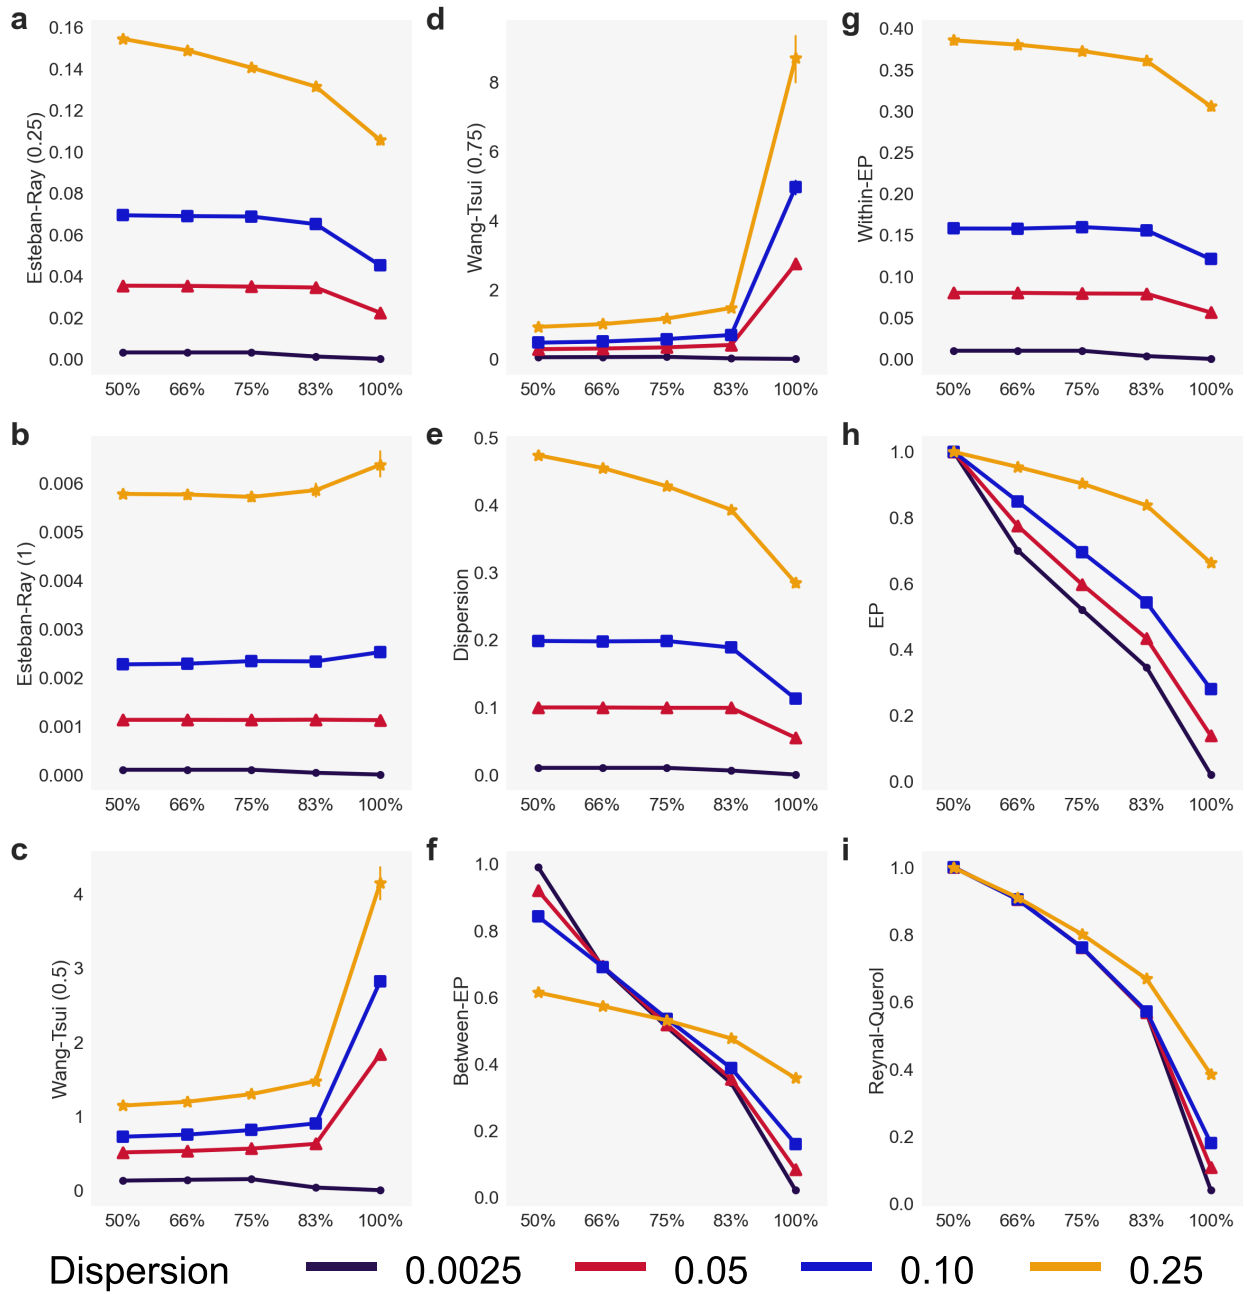 a
0.16
0.14
0.12
0.10
0.08
0.06
0.04
0.02
0.00
Esteban-Ray (0.25)
50% 66% 75% 83% 100%
d
8
6
4
2
0
Wang-Tsui (0.75)
50% 66% 75% 83% 100%
g
0.40
0.35
0.30
0.25
0.20
0.15
0.10
0.05
0.00
Within-EP
50% 66% 75% 83% 100%
b
0.006
0.005
0.004
0.003
0.002
0.001
0.000
Esteban-Ray (1)
50% 66% 75% 83% 100%
e
0.5
0.4
0.3
0.2
0.1
0.0
Dispersion
50% 66% 75% 83% 100%
h
1.0
0.8
0.6
0.4
0.2
0.0
EP
50% 66% 75% 83% 100%
c
4
3
2
1
0
Wang-Tsui (0.5)
50% 66% 75% 83% 100%
f
1.0
0.8
0.6
0.4
0.2
0.0
Between-EP
50% 66% 75% 83% 100%
i
1.0
0.8
0.6
0.4
0.2
0.0
Reynal-Querol
50% 66% 75% 83% 100%
Dispersion 0.0025 0.05 0.10 0.25